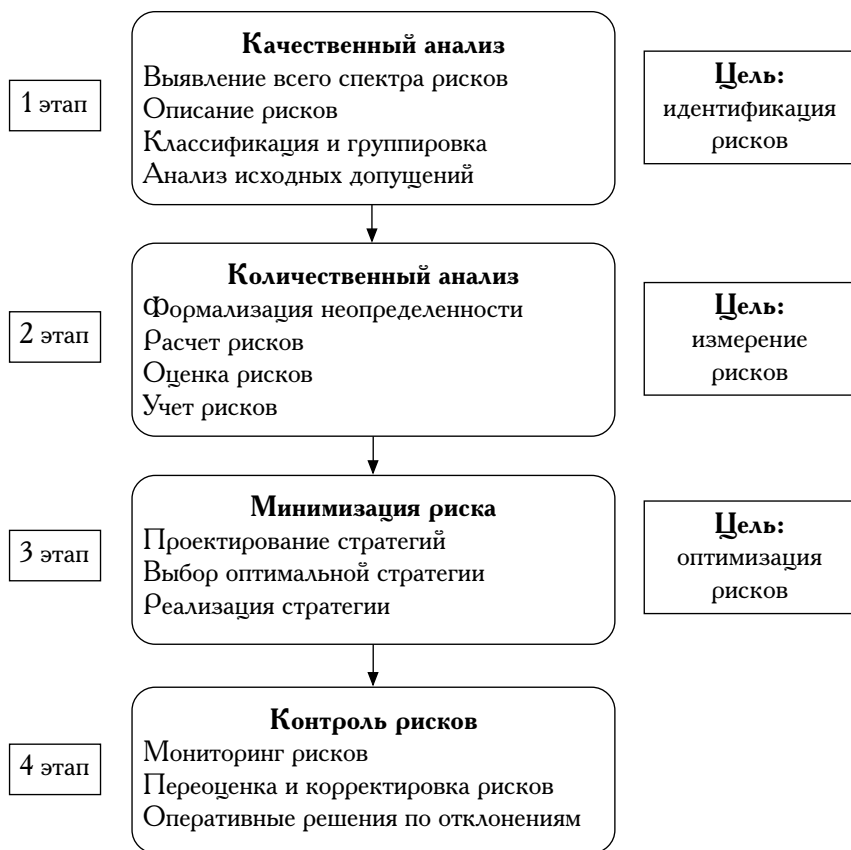 1 этап
Качественный анализ
Выявление всего спектра рисков
Описание рисков
Классификация и группировка
Анализ исходных допущений
Цель:
идентификация
рисков
2 этап
Количественный анализ
Формализация неопределенности
Расчет рисков
Оценка рисков
Учет рисков
Цель:
измерение
рисков
3 этап
Минимизация риска
Проектирование стратегий
Выбор оптимальной стратегии
Реализация стратегии
Цель:
оптимизация
рисков
4 этап
Контроль рисков
Мониторинг рисков
Переоценка и корректировка рисков
Оперативные решения по отклонениям